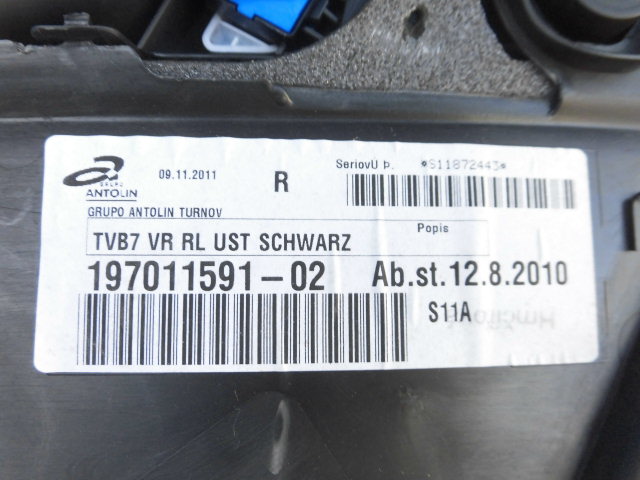 GRUPO
ANTOLIN
09.11.2011
R
SeriovU Þ.
*S11872443*
GRUPO ANTOLIN TURNOV
Popis
TVB7 VR RL UST SCHWARZ
197011591-02
Ab.st.12.8.2010
S11A